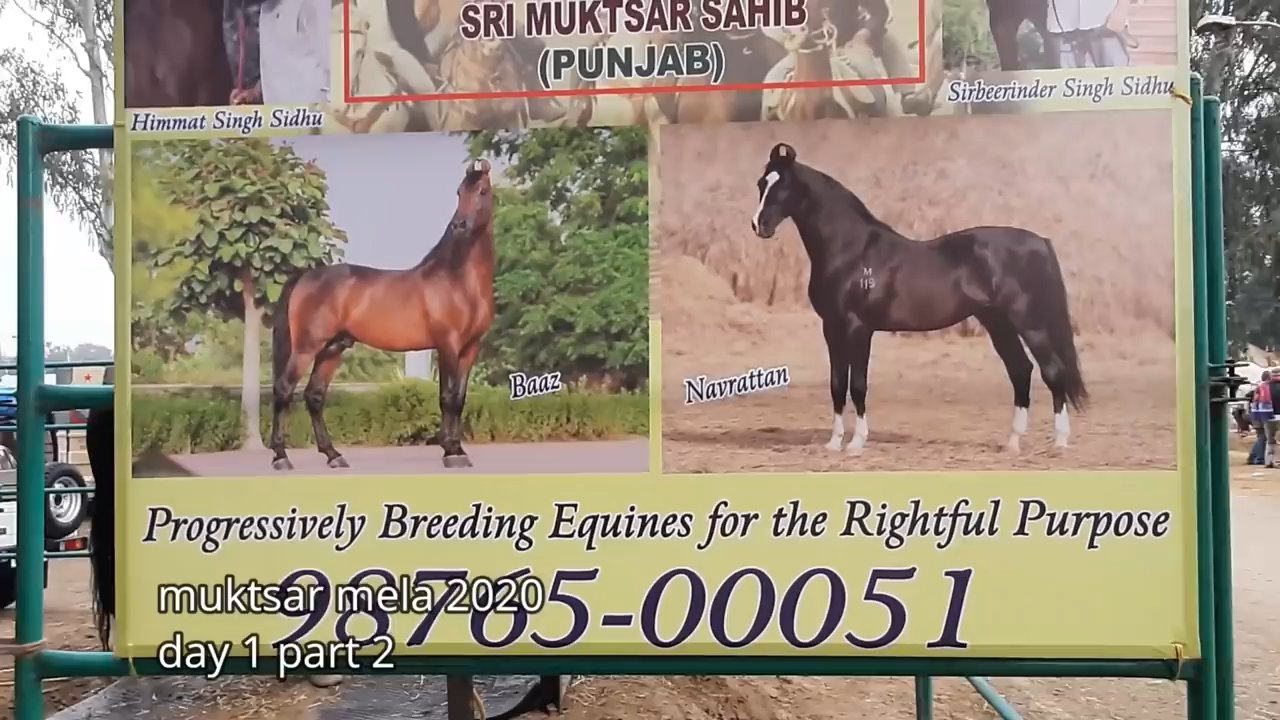 SRI MUKTSAR SAHIB
(PUNJAB)
Himmat Singh Sidhu
Sirbeerinder Singh Sidhu
Baaz
Navrattan
M
119
Progressively Breeding Equines for the Rightful Purpose
98765-00051
muktsar mela 2020
day 1 part 2